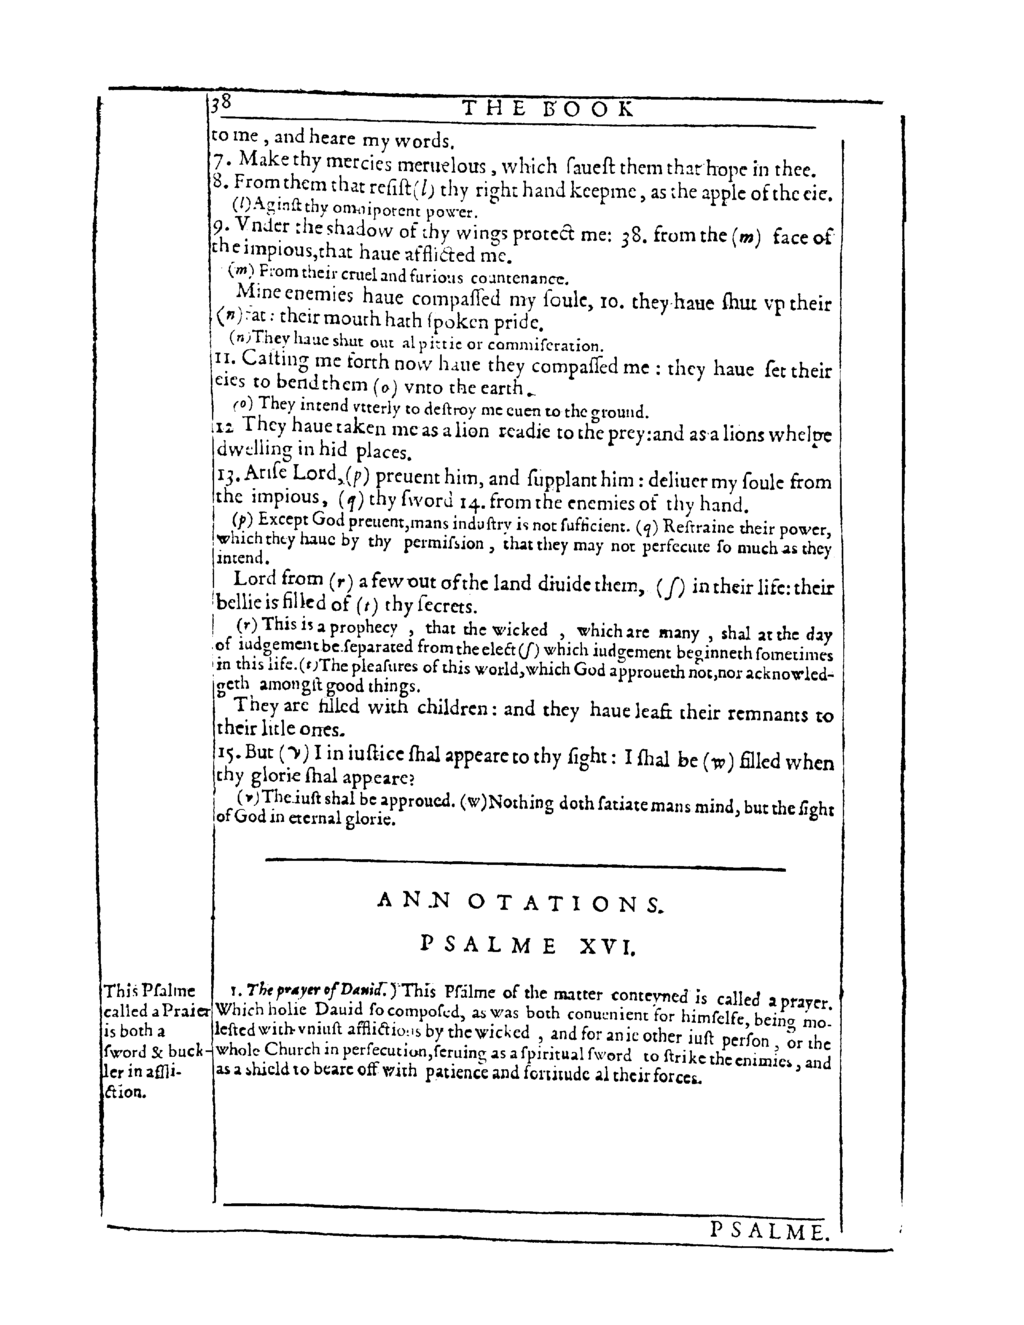 38 THE BOOK
to me , and heare my words.
7. Make thy mercies meruelous , which ſaueſt them that hope in thee.
8. From them that reſiſt (l) thy right hand keepme , as the apple of the eie.
(l) Aginſt thy omnipotent power.
9. Vnder the shadow of thy wings protect me: 38. from the (m) face of
the impious,that haue afflicted me.
(m) From their cruel and furious countenance.
Mine enemies haue compaſſed my ſoule, 10. they haue ſhut vp their
(n) fat : their mouth hath ſpoken pride.
(n) They haue shut out al pittie or commiſeration.
11. Caſting me forth now haue they compaſſed me : they haue ſet their
eies to bend them (o) vnto the earth.
(o) They intend vtterly to deſtroy me euen to the ground.
12 They haue taken me as a lion readie to the prey:and as a lions whelpe
dwelling in hid places.
13. Ariſe Lord,(p) preuent him, and ſupplant him : deliuer my ſoule from
the impious, (q) thy ſword 14. from the enemies of thy hand.
(p) Except God preuent,mans induſtry is not ſufficient. (q) Reſtraine their power,
which they haue by thy permiſsion , that they may not perſecute ſo much as they
intend.
Lord from (r) a few out of the land diuide them, (ſ) in their life: their
bellie is filled of (t) thy ſecrets.
(r) This is a prophecy , that the wicked , which are many , shal at the day
of iudgement be ſeparated from the elect (ſ) which iudgement beginneth ſometimes
in this life.(t)The pleaſures of this world,which God approueth not,nor acknowled-
geth amongſt good things.
They are filled with children : and they haue leaft their remnants to
their litle ones.
15. But (v) I in iuſtice ſhal appeare to thy ſight : I ſhal be (w) filled when
thy glorie ſhal appeare?
(v) The iuſt shal be approued. (w)Nothing doth ſatiate mans mind, but the ſight
of God in eternal glorie.
ANNOTATIONS.
PSALME XVI.
This Pſalme
called a Praier
is both a
ſword & buck-
ler in affli-
ction.
1. The prayer of Dauid.) This Pſalme of the matter conteyned is called a prayer.
Which holie Dauid ſo compoſed, as was both conuenient for himſelfe, being mo-
leſted with vniuſt afflictions by the wicked , and for anie other iuſt perſon , or the
whole Church in perſecution,ſeruing as a ſpiritual ſword to ſtrike the enimies , and
as a shield to beare off with patience and fortitude al their forces.
PSALME.